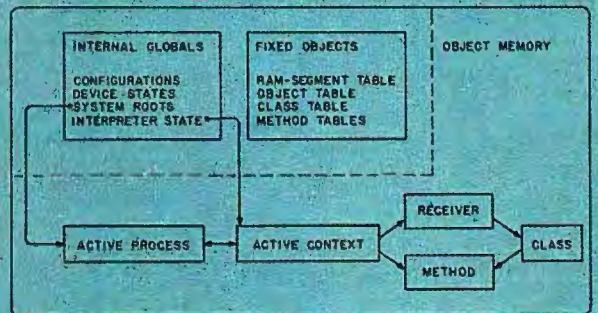 INTERNAL GLOBALS
CONFIGURATIONS
DEVICE-STATES
SYSTEM ROOTS
INTERPRETER STATE
FIXED OBJECTS
RAM-SEGMENT TABLE
OBJECT TABLE
CLASS TABLE
METHOD TABLES
OBJECT MEMORY
ACTIVE PROCESS
ACTIVE CONTEXT
RECEIVER
METHOD
CLASS